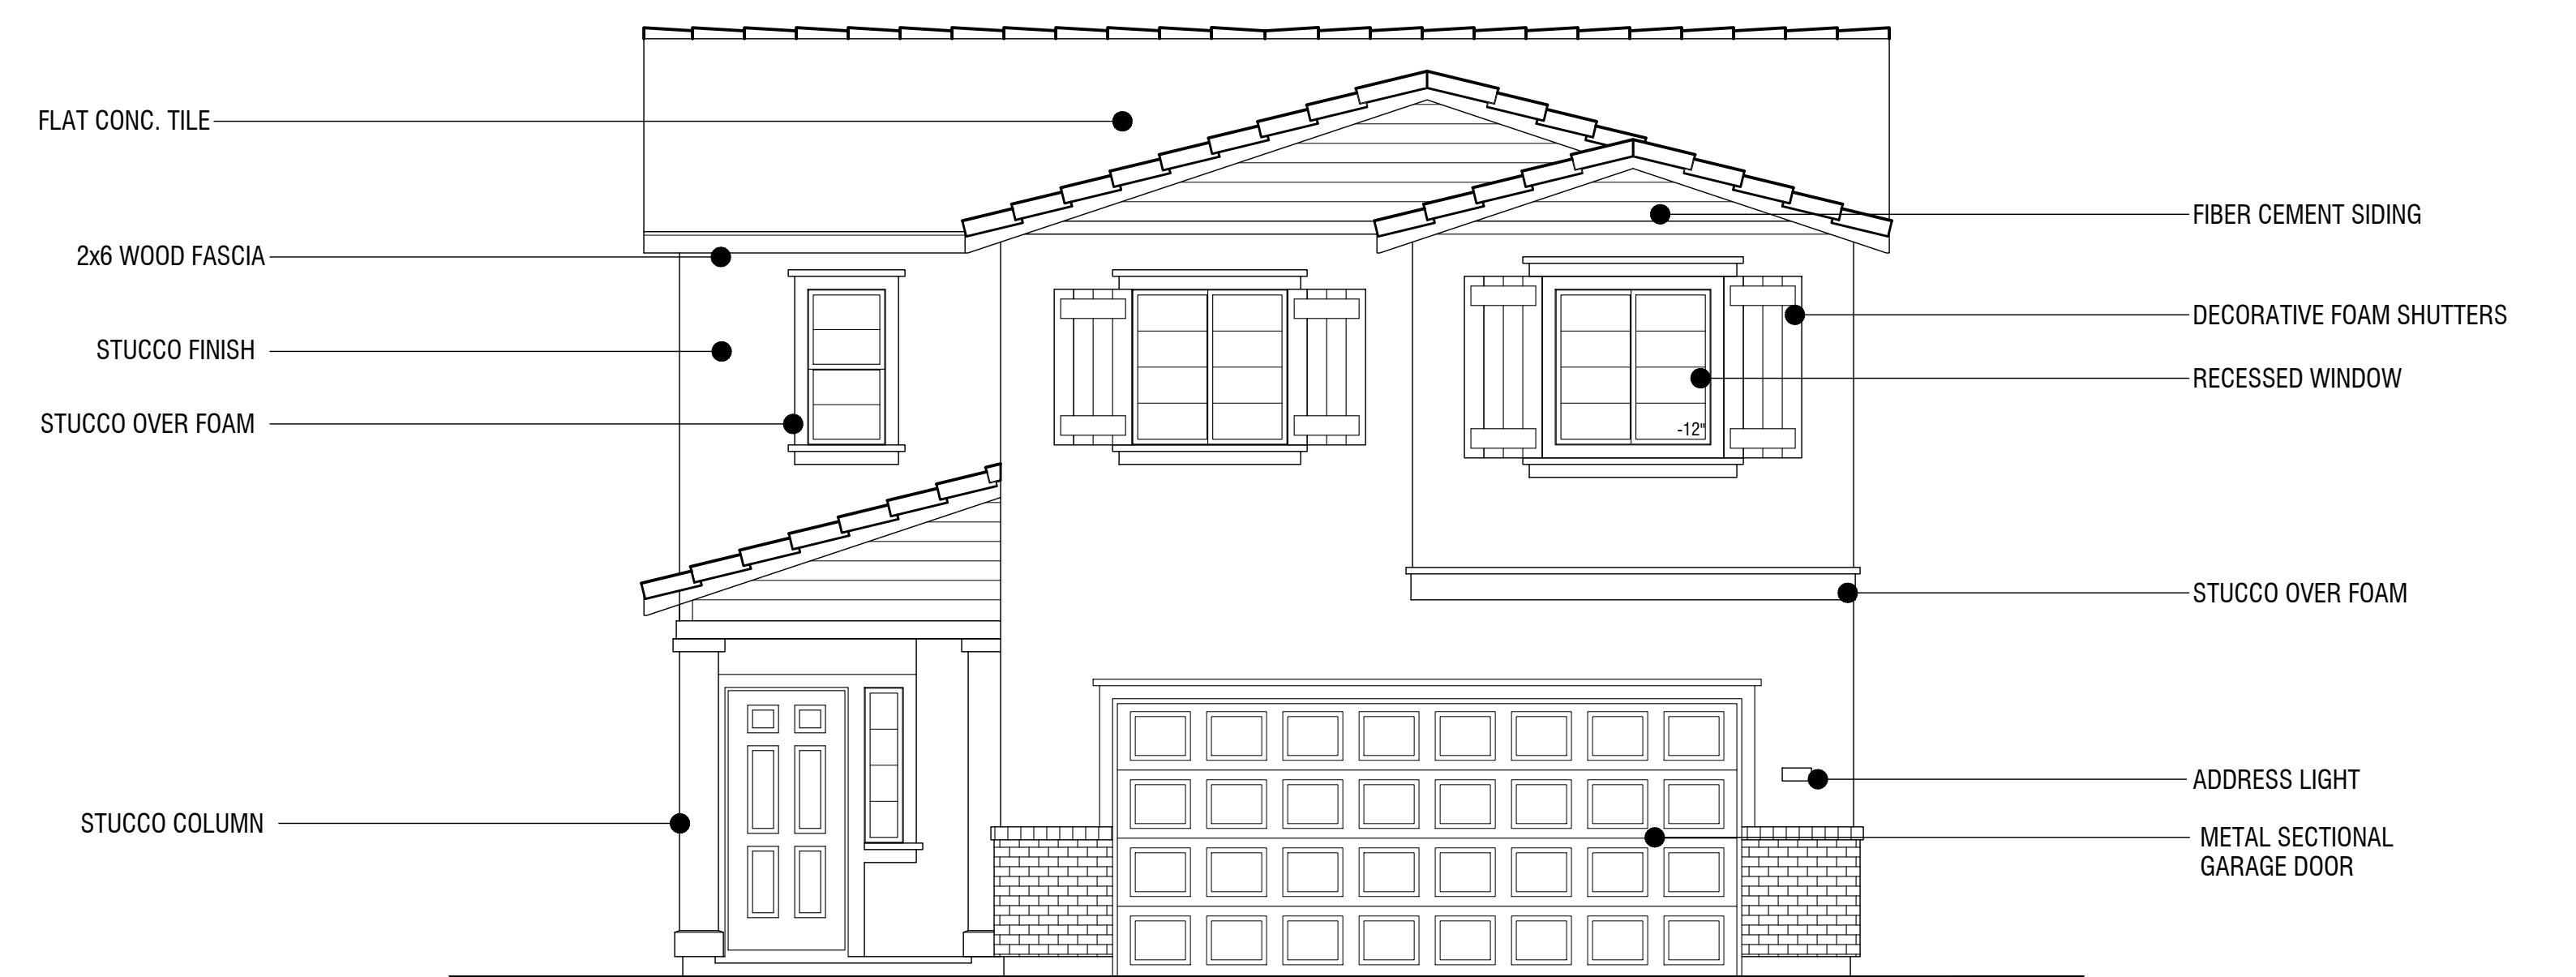 FLAT CONC. TILE
2x6 WOOD FASCIA
STUCCO FINISH
STUCCO OVER FOAM
STUCCO COLUMN
FIBER CEMENT SIDING
DECORATIVE FOAM SHUTTERS
RECESSED WINDOW
-12"
STUCCO OVER FOAM
ADDRESS LIGHT
METAL SECTIONAL
GARAGE DOOR